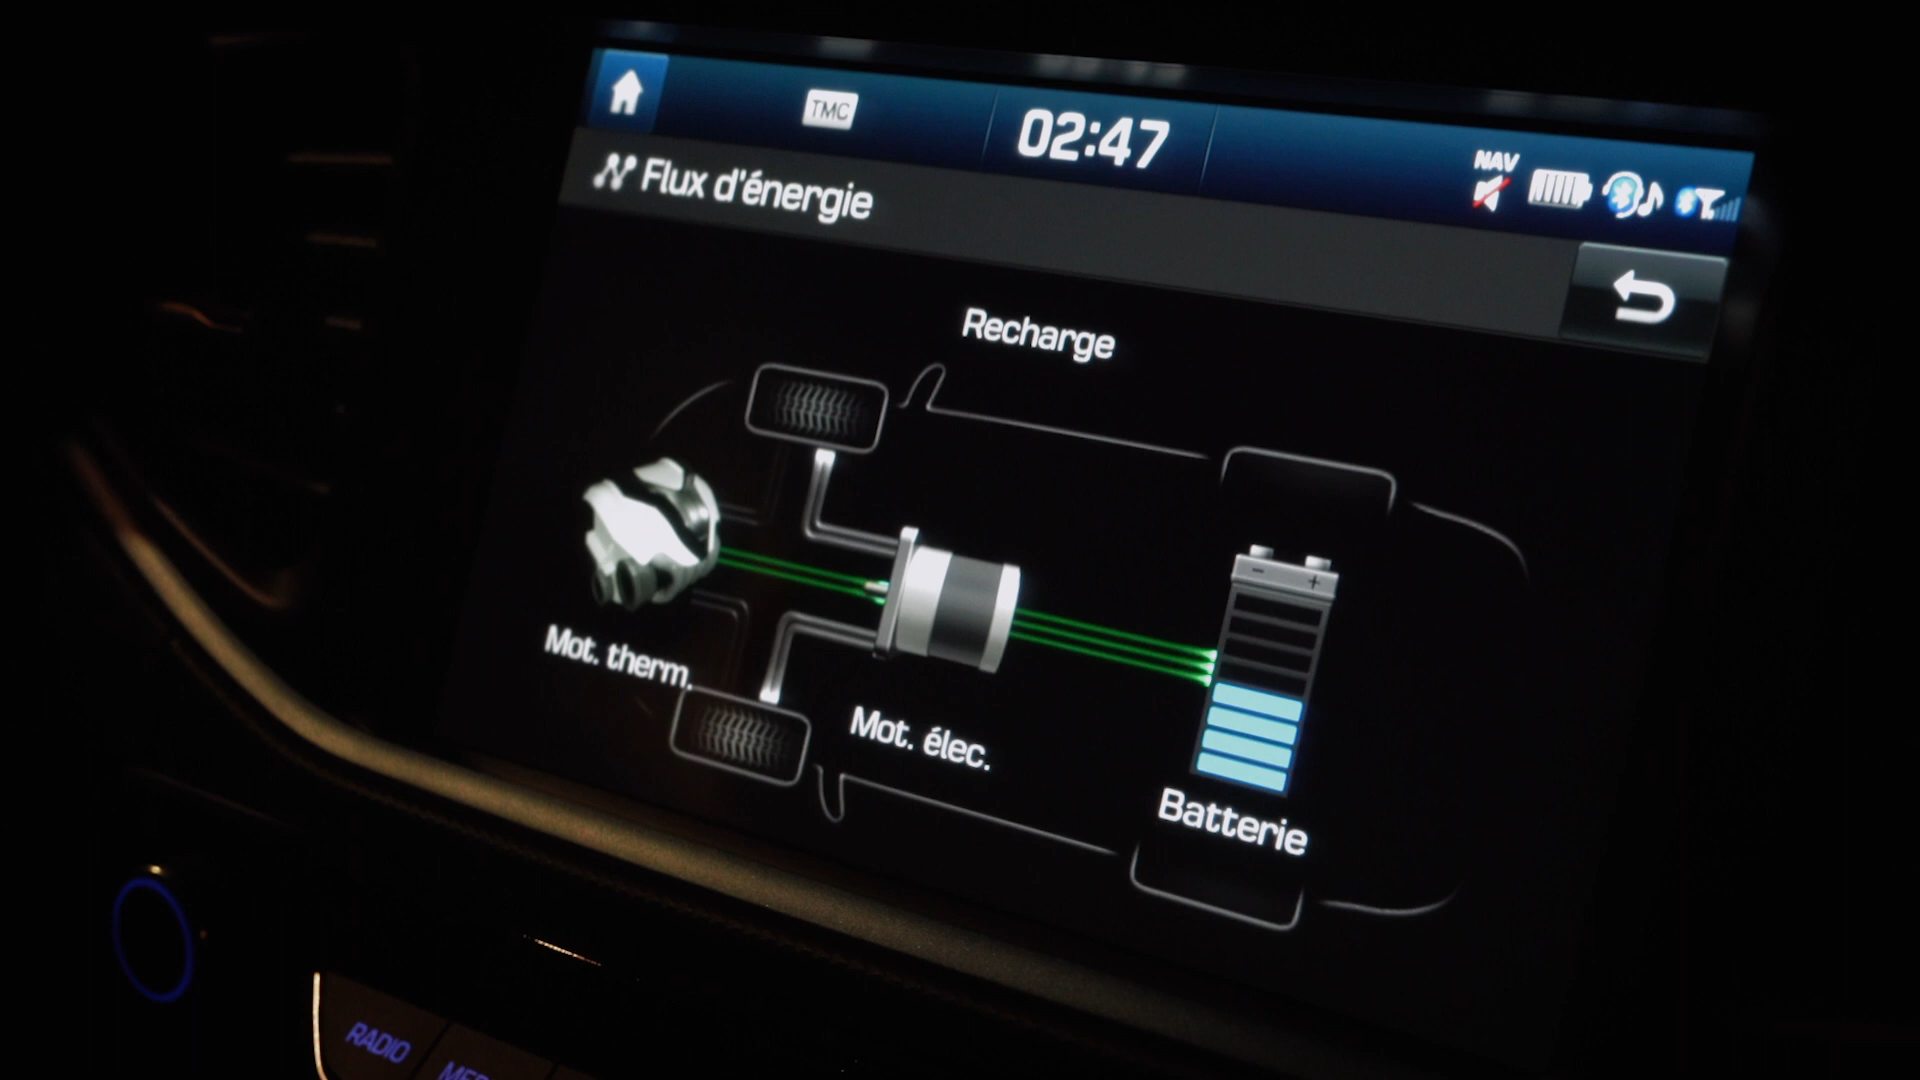 TMC
02:47
NAV
Flux d'énergie
Recharge
Mot. therm.
Mot. élec.
- +
Batterie
RADIO